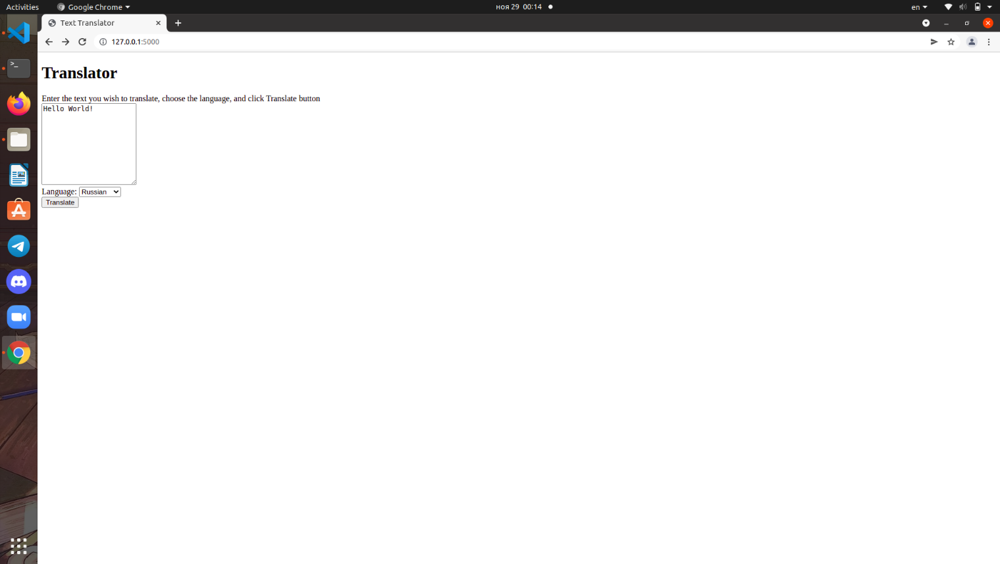 Activities Google Chrome ноя 29 00:14 en
Text Translator
127.0.0.1:5000
Translator
Enter the text you wish to translate, choose the language, and click Translate button
Hello World!
Language: Russian
Translate